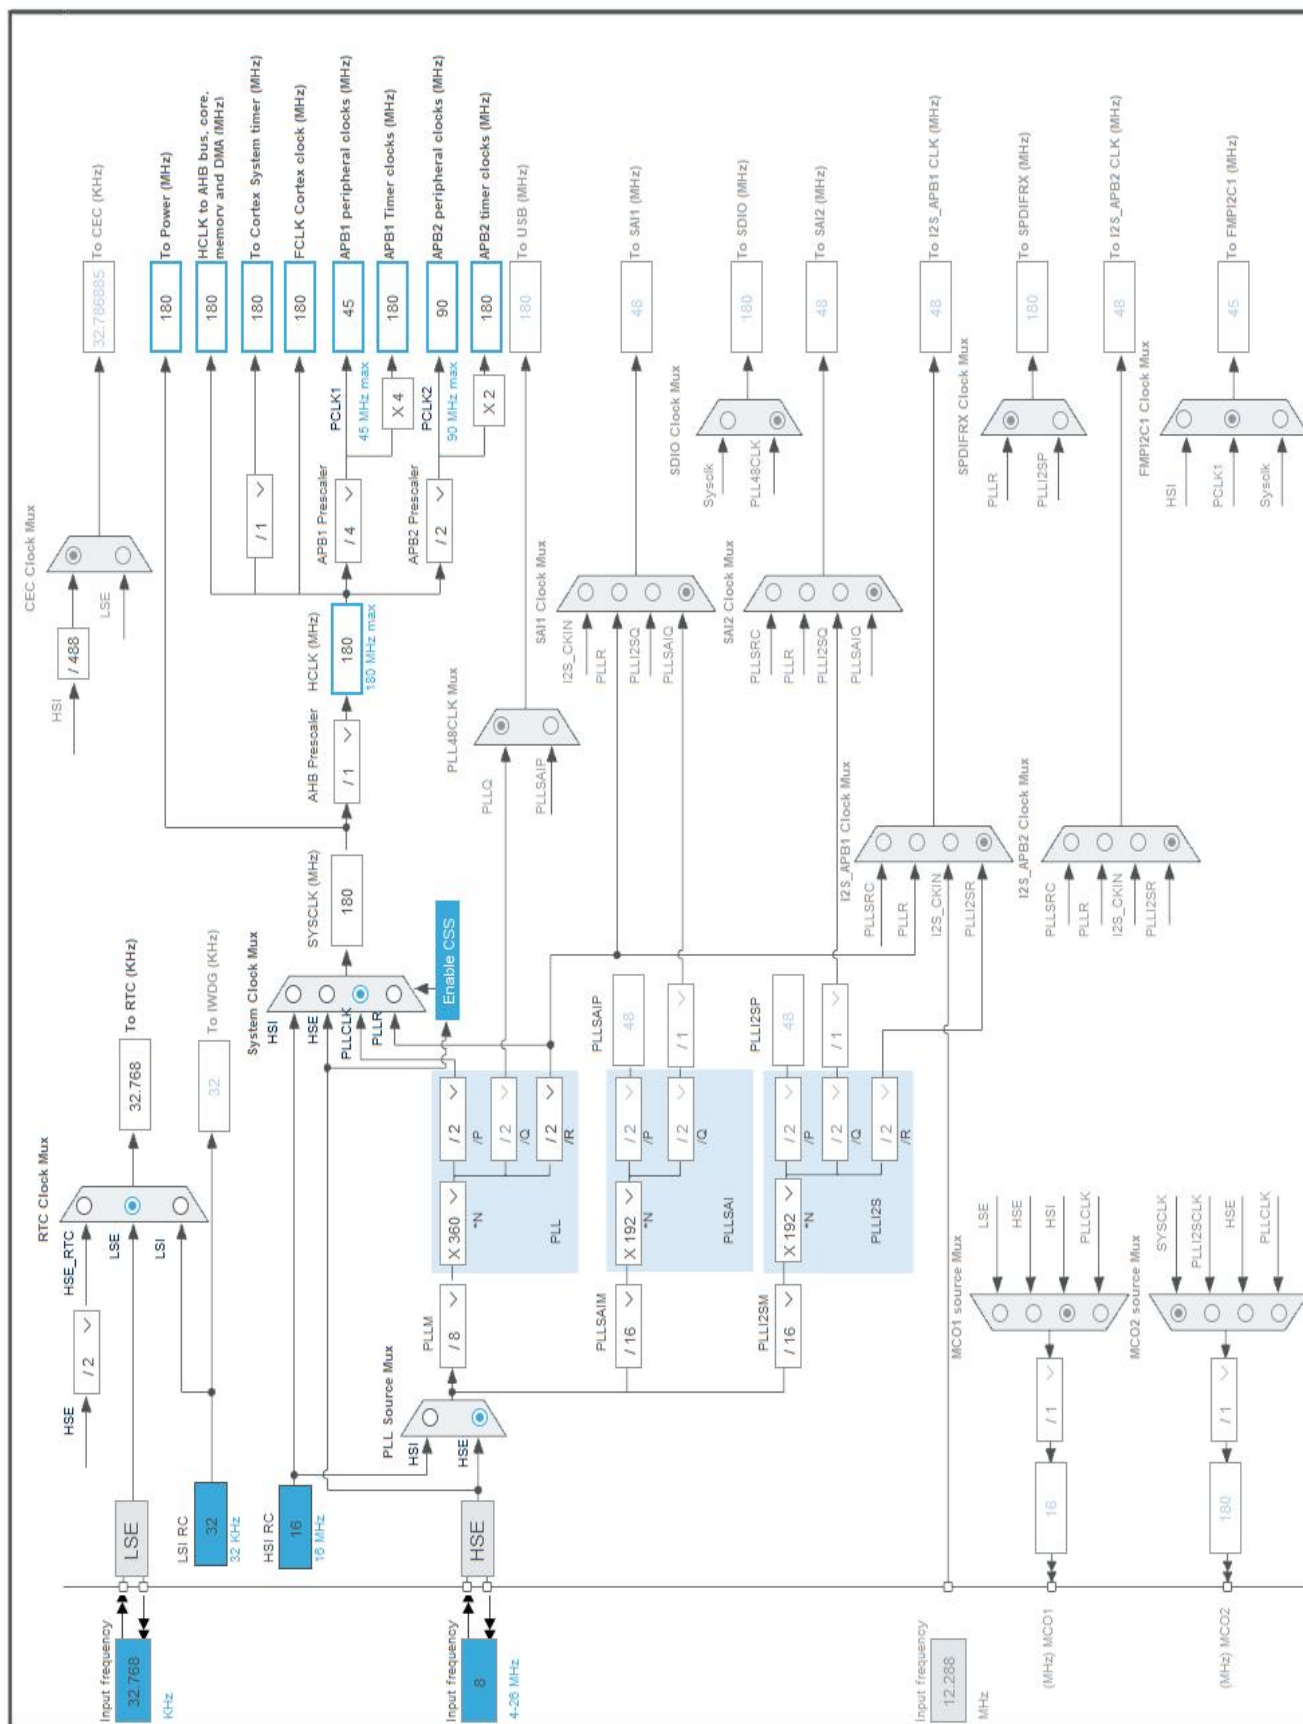 Input frequency
32.768
KHz
LSE
HSE
/ 2
HSE_RTC
LSE
LSI
RTC Clock Mux
32.768
To RTC (KHz)
LSI RC
32
32 KHz
32
To IWDG (KHz)
HSI
/ 488
LSE
CEC Clock Mux
32.786885
To CEC (KHz)
HSI RC
16
16 MHz
Input frequency
8
4-26 MHz
HSE
PLL Source Mux
HSI
HSE
System Clock Mux
HSI
HSE
PLLCLK
PLLR
Enable CSS
SYSCLK (MHz)
180
AHB Prescaler
/ 1
HCLK (MHz)
180
180 MHz max
180
To Power (MHz)
180
HCLK to AHB bus, core,
memory and DMA (MHz)
/ 1
180
To Cortex System timer (MHz)
180
FCLK Cortex clock (MHz)
APB1 Prescaler
/ 4
PCLK1
45 MHz max
45
APB1 peripheral clocks (MHz)
X 4
180
APB1 Timer clocks (MHz)
APB2 Prescaler
/ 2
PCLK2
90 MHz max
90
APB2 peripheral clocks (MHz)
X 2
180
APB2 timer clocks (MHz)
PLLM
/ 8
X 360
*N
PLL
/ 2
/P
/ 2
/Q
/ 2
/R
PLLQ
PLLSAIP
PLL48CLK Mux
180
To USB (MHz)
PLLSAIM
/ 16
X 192
*N
PLLSAI
/ 2
/P
/ 2
/Q
PLLSAIP
48
/ 1
SAI1 Clock Mux
I2S_CKIN
PLLR
PLLI2SQ
PLLSAIQ
48
To SAI1 (MHz)
SDIO Clock Mux
Sysclk
PLL48CLK
180
To SDIO (MHz)
PLLI2SM
/ 16
X 192
*N
PLLI2S
/ 2
/P
/ 2
/Q
/ 2
/R
PLLI2SP
48
/ 1
SAI2 Clock Mux
PLLSRC
PLLR
PLLI2SQ
PLLSAIQ
48
To SAI2 (MHz)
I2S_APB1 Clock Mux
PLLSRC
PLLR
I2S_CKIN
PLLI2SR
48
To I2S_APB1 CLK (MHz)
SPDIFRX Clock Mux
PLLR
PLLI2SP
180
To SPDIFRX (MHz)
I2S_APB2 Clock Mux
PLLSRC
PLLR
I2S_CKIN
PLLI2SR
48
To I2S_APB2 CLK (MHz)
FMPI2C1 Clock Mux
HSI
PCLK1
Sysclk
45
To FMPI2C1 (MHz)
Input frequency
12.288
MHz
MCO1 source Mux
LSE
HSE
HSI
PLLCLK
/ 1
16
(MHz) MCO1
MCO2 source Mux
SYSCLK
PLLI2SCLK
HSE
PLLCLK
/ 1
180
(MHz) MCO2